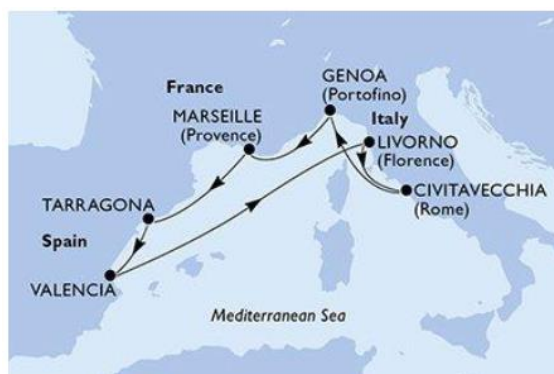 France
GENOA
(Portofino)
MARSEILLE
(Provence)
Italy
LIVORNO
(Florence)
CIVITAVECCHIA
(Rome)
TARRAGONA
Spain
VALENCIA
Mediterranean Sea